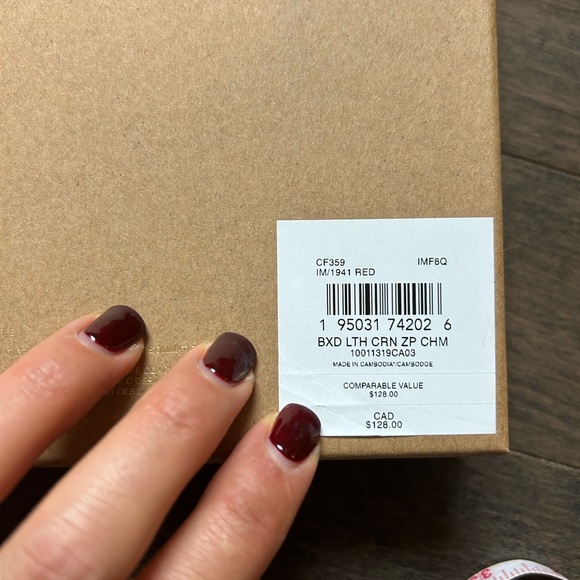 CF359 IMF8Q
IM/1941 RED
1 95031 74202 6
BXD LTH CRN ZP CHM
10011319CA03
MADE IN CAMBODIA*/CAMBODGE
COMPARABLE VALUE
$128.00
CAD
$128.00